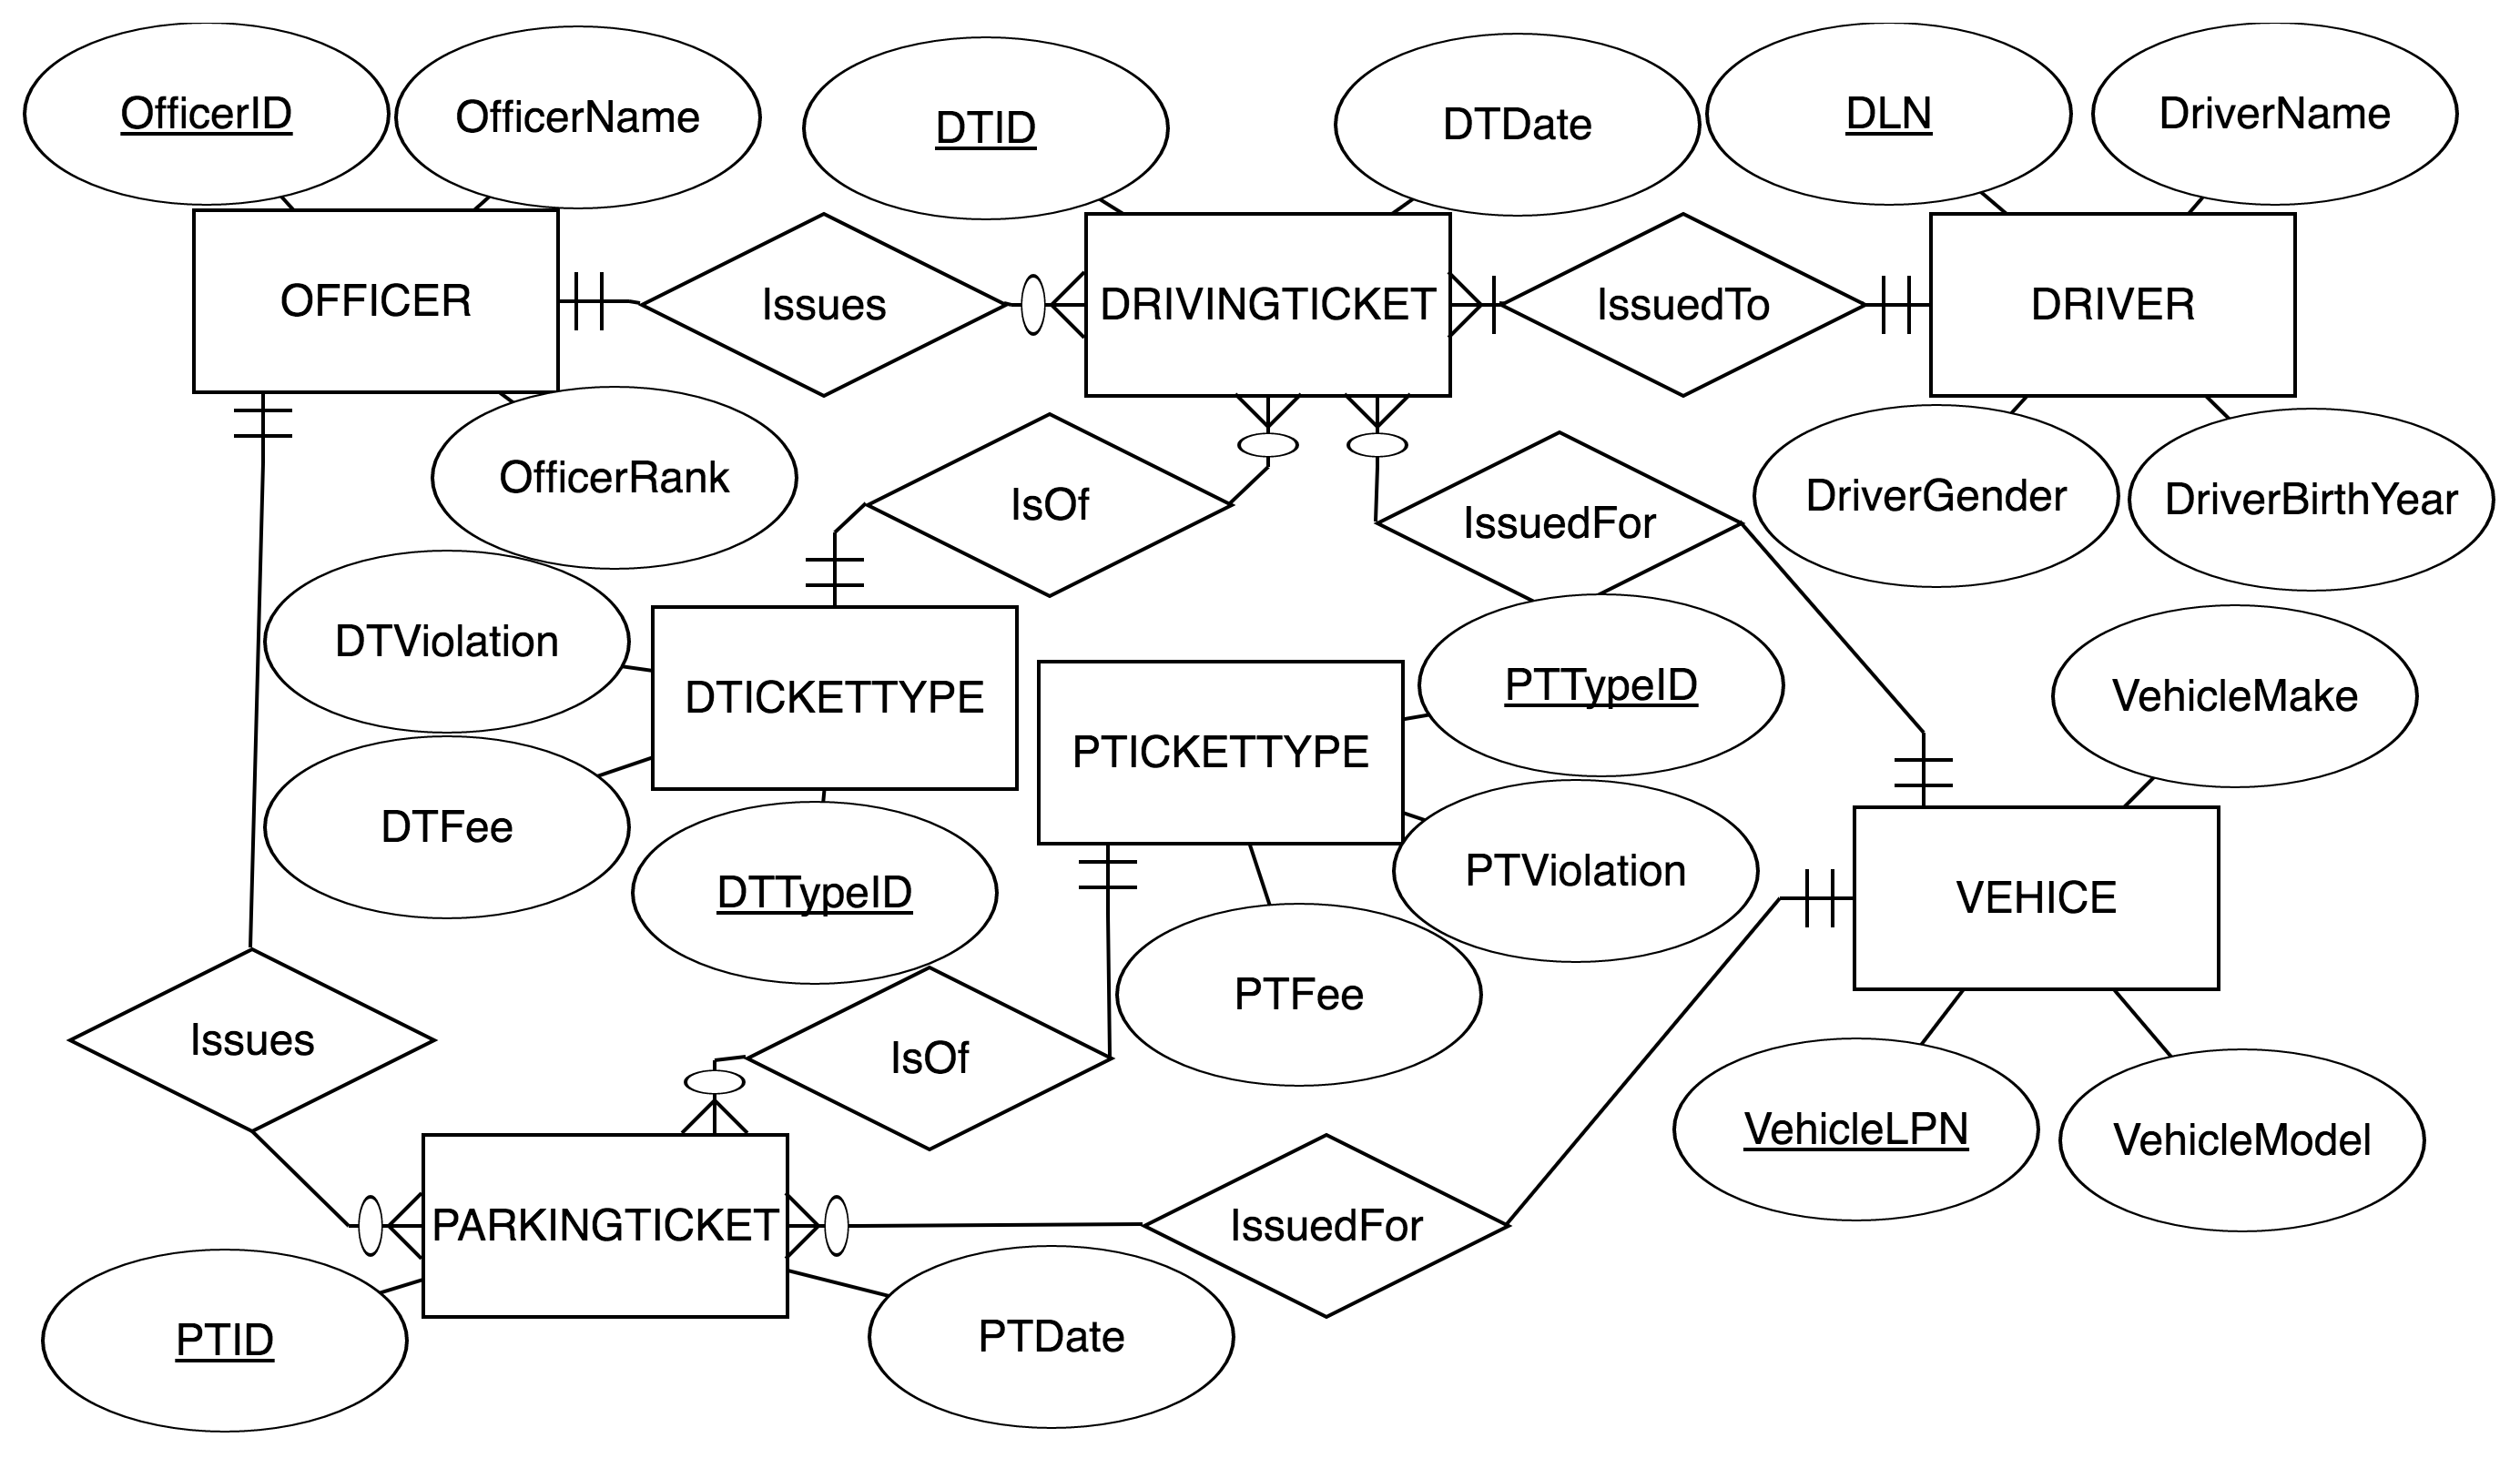 OfficerID
OfficerName
DTID
DTDate
DLN
DriverName
OFFICER
Issues
DRIVINGTICKET
IssuedTo
DRIVER
OfficerRank
IsOf
IssuedFor
DriverGender
DriverBirthYear
DTViolation
DTICKETTYPE
PTICKETTYPE
PTTypeID
VehicleMake
DTFee
DTTypeID
PTViolation
VEHICE
PTFee
Issues
IsOf
VehicleLPN
VehicleModel
PARKINGTICKET
IssuedFor
PTID
PTDate